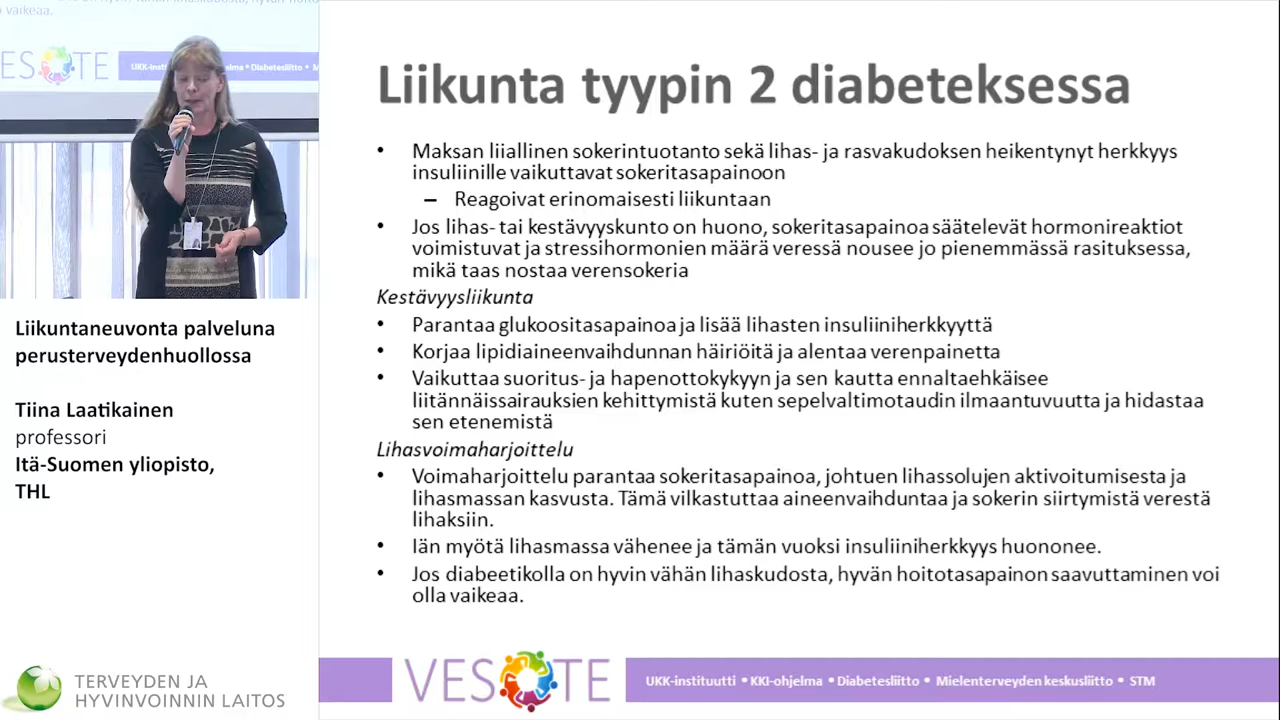 vaikeaa.
VESOTE
Liikuntaneuvonta palveluna
perusterveydenhuollossa
Tiina Laatikainen
professori
Itä-Suomen yliopisto,
THL
TERVEYDEN JA
HYVINVOINNIN LAITOS
Liikunta tyypin 2 diabeteksessa
• Maksan liiallinen sokerintuotanto sekä lihas- ja rasvakudoksen heikentynyt herkkyys
insuliinille vaikuttavat sokeritasapainoon
– Reagoivat erinomaisesti liikuntaan
• Jos lihas- tai kestävyyskunto on huono, sokeritasapainoa säätelevät hormonireaktiot
voimistuvat ja stressihormonien määrä veressä nousee jo pienemmässä rasituksessa,
mikä taas nostaa verensokeria
Kestävyysliikunta
• Parantaa glukoositasapainoa ja lisää lihasten insuliiniherkkyyttä
• Korjaa lipidiaineenvaihdunnan häiriöitä ja alentaa verenpainetta
• Vaikuttaa suoritus- ja hapenottokykyyn ja sen kautta ennaltaehkäisee
liitännäissairauksien kehittymistä kuten sepelvaltimotaudin ilmaantuvuutta ja hidastaa
sen etenemistä
Lihasvoimaharjoittelu
• Voimaharjoittelu parantaa sokeritasapainoa, johtuen lihassolujen aktivoitumisesta ja
lihasmassan kasvusta. Tämä vilkastuttaa aineenvaihduntaa ja sokerin siirtymistä verestä
lihaksiin.
• Iän myötä lihasmassa vähenee ja tämän vuoksi insuliiniherkkyys huononee.
• Jos diabeetikolla on hyvin vähän lihaskudosta, hyvän hoitotasapainon saavuttaminen voi
olla vaikeaa.
VESOTE
UKK-instituutti • KKI-ohjelma • Diabetesliitto • Mielenterveyden keskusliitto • STM